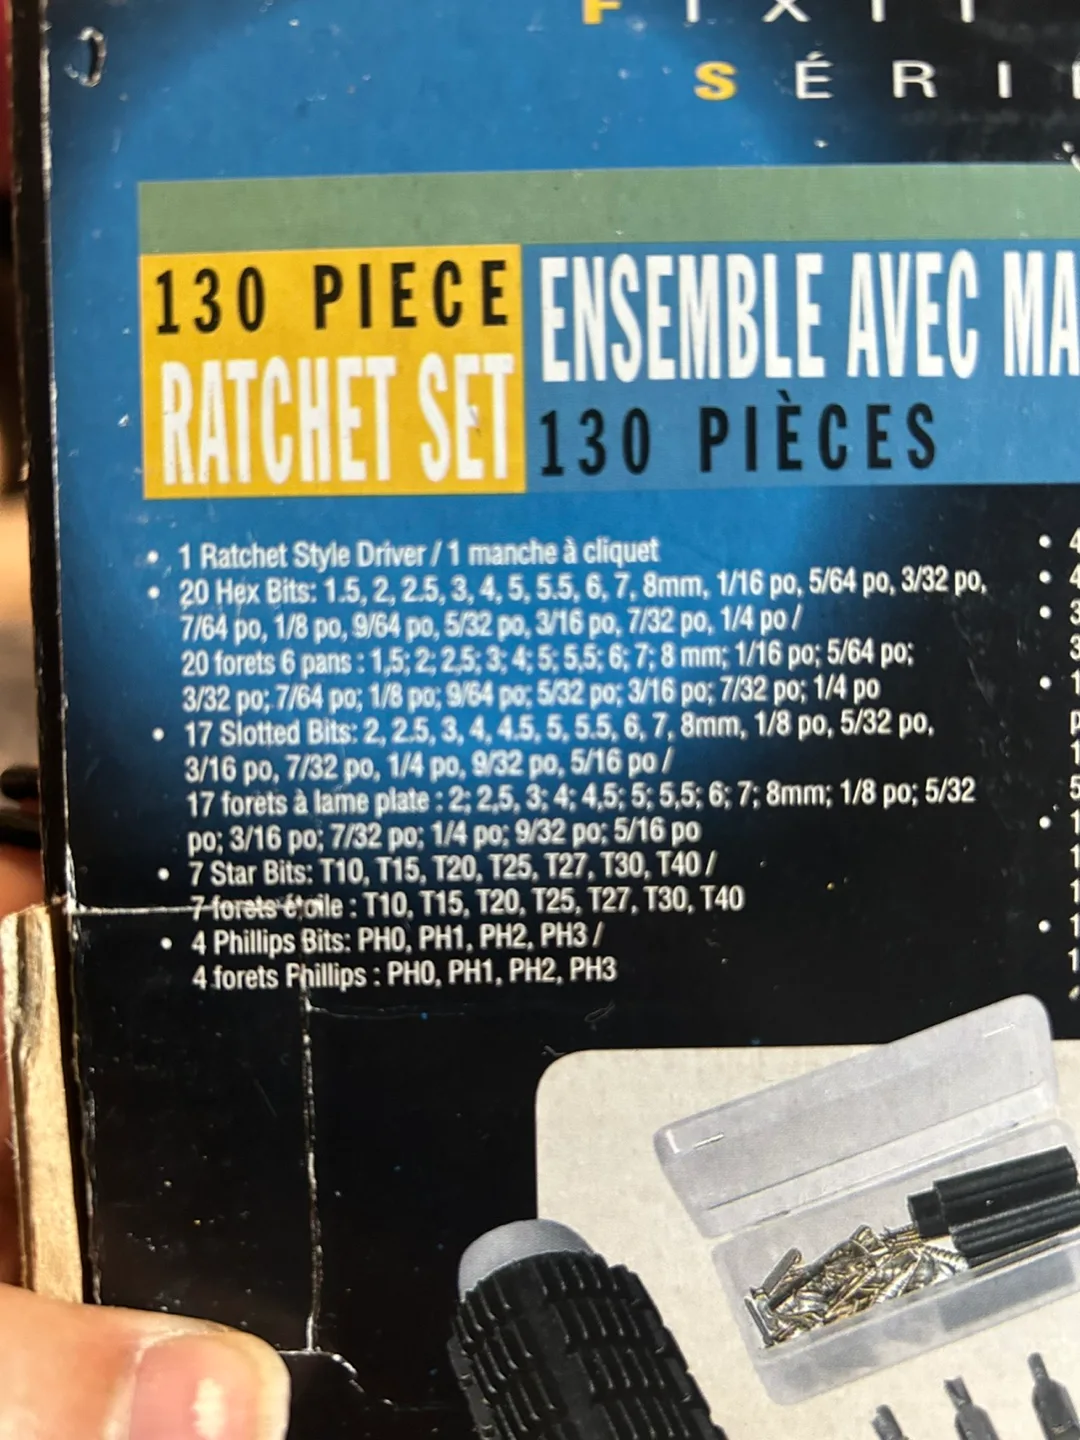 FIXIT
SÉRI
130 PIECE
RATCHET SET
ENSEMBLE AVEC MA
130 PIÈCES
• 1 Ratchet Style Driver / 1 manche à cliquet
• 20 Hex Bits: 1.5, 2, 2.5, 3, 4, 5, 5.5, 6, 7, 8mm, 1/16 po, 5/64 po, 3/32 po,
7/64 po, 1/8 po, 9/64 po, 5/32 po, 3/16 po, 7/32 po, 1/4 po /
20 forets 6 pans : 1,5; 2; 2,5; 3; 4; 5; 5,5; 6; 7; 8 mm; 1/16 po; 5/64 po;
3/32 po; 7/64 po; 1/8 po; 9/64 po; 5/32 po; 3/16 po; 7/32 po; 1/4 po
• 17 Slotted Bits: 2, 2.5, 3, 4, 4.5, 5, 5.5, 6, 7, 8mm, 1/8 po, 5/32 po,
3/16 po, 7/32 po, 1/4 po, 9/32 po, 5/16 po /
17 forets à lame plate : 2; 2,5, 3; 4; 4,5; 5; 5,5; 6; 7; 8mm; 1/8 po; 5/32
po; 3/16 po; 7/32 po; 1/4 po; 9/32 po; 5/16 po
• 7 Star Bits: T10, T15, T20, T25, T27, T30, T40 /
7 forets étoile : T10, T15, T20, T25, T27, T30, T40
• 4 Phillips Bits: PH0, PH1, PH2, PH3 /
4 forets Phillips : PH0, PH1, PH2, PH3